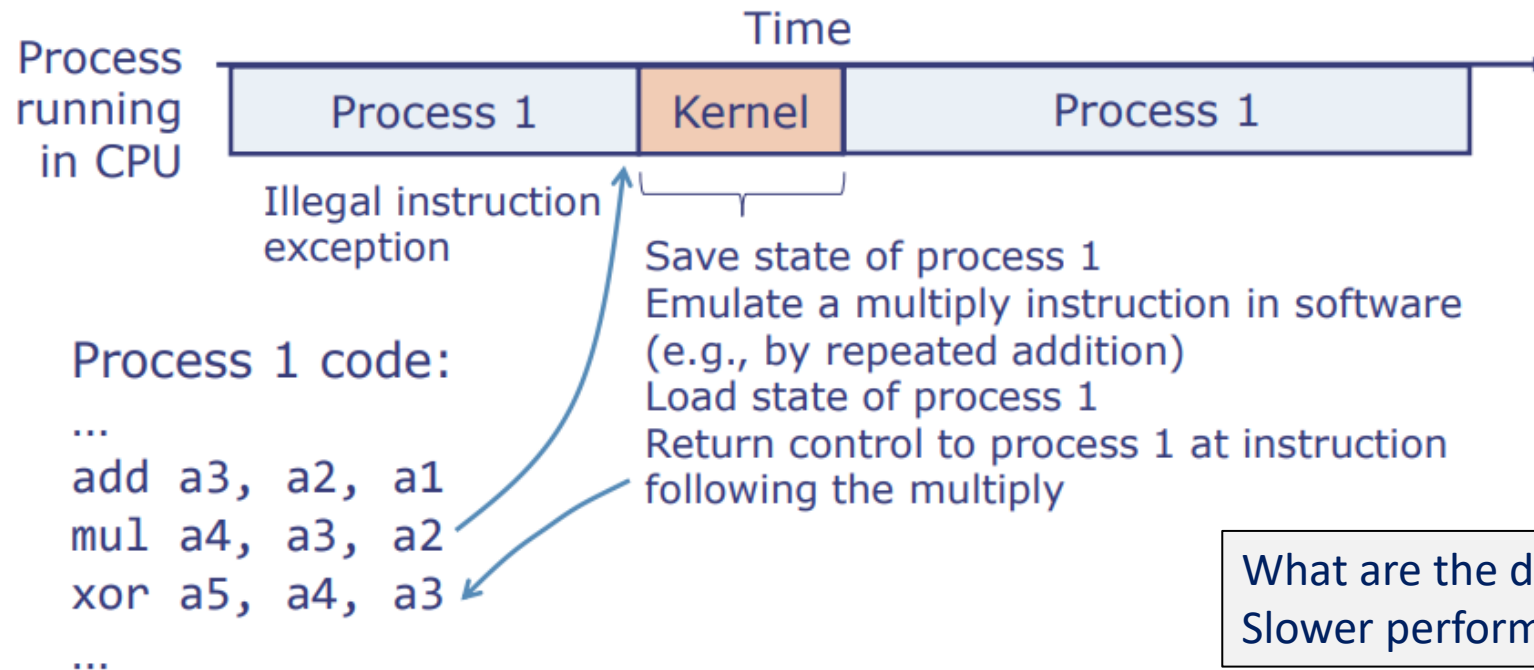 Time
Process
running
in CPU
Process 1
Kernel
Process 1
Illegal instruction
exception
Save state of process 1
Emulate a multiply instruction in software
(e.g., by repeated addition)
Load state of process 1
Return control to process 1 at instruction
following the multiply
Process 1 code:
...
add a3, a2, a1
mul a4, a3, a2
xor a5, a4, a3
...
What are the
Slower